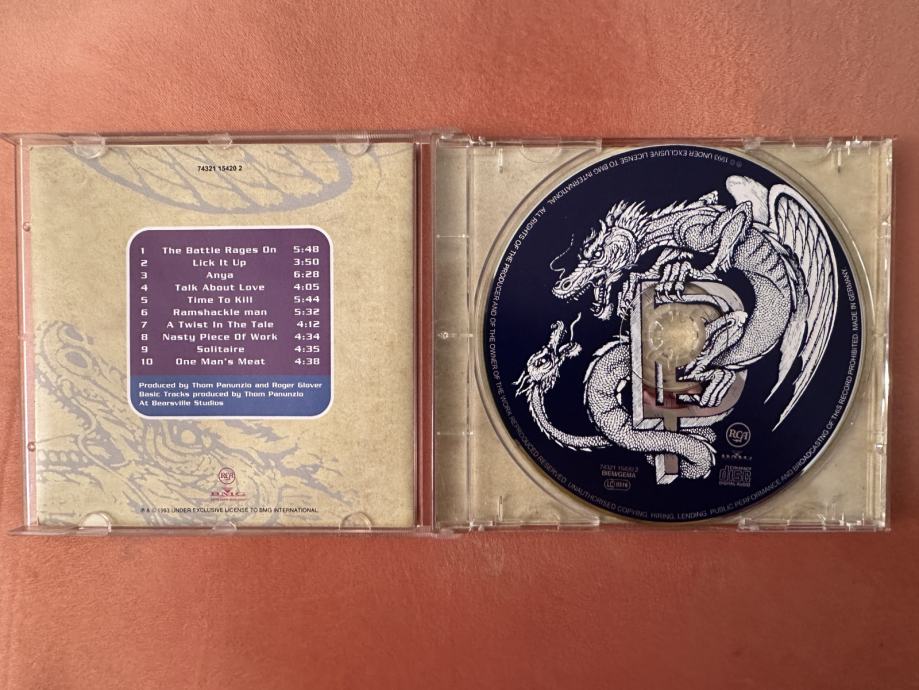 74321 15420 2
1 The Battle Rages On 5:48
2 Lick It Up 3:50
3 Anya 6:28
4 Talk About Love 4:05
5 Time To Kill 5:44
6 Ramshackle man 5:32
7 A Twist In The Tale 4:12
8 Nasty Piece Of Work 4:34
9 Solitaire 4:35
10 One Man's Meat 4:38
Produced by Thom Panunzio and Roger Glover
Basic Tracks produced by Thom Panunzio
At Bearsville Studios
RCA
BMG
P & © 1993 UNDER EXCLUSIVE LICENSE TO BMG INTERNATIONAL
℗ 1993 UNDER EXCLUSIVE LICENSE TO BMG INTERNATIONAL
ALL RIGHTS OF THE PRODUCER AND OF THE OWNER OF THE WORK REPRODUCED RESERVED. UNAUTHORISED COPYING, HIRING, LENDING, PUBLIC PERFORMANCE AND BROADCASTING OF THIS RECORD PROHIBITED. MADE IN GERMANY
DP
RCA
BMG
74321 15420 2
BIEM/GEMA
LC 0316
COMPACT
disc
DIGITAL AUDIO